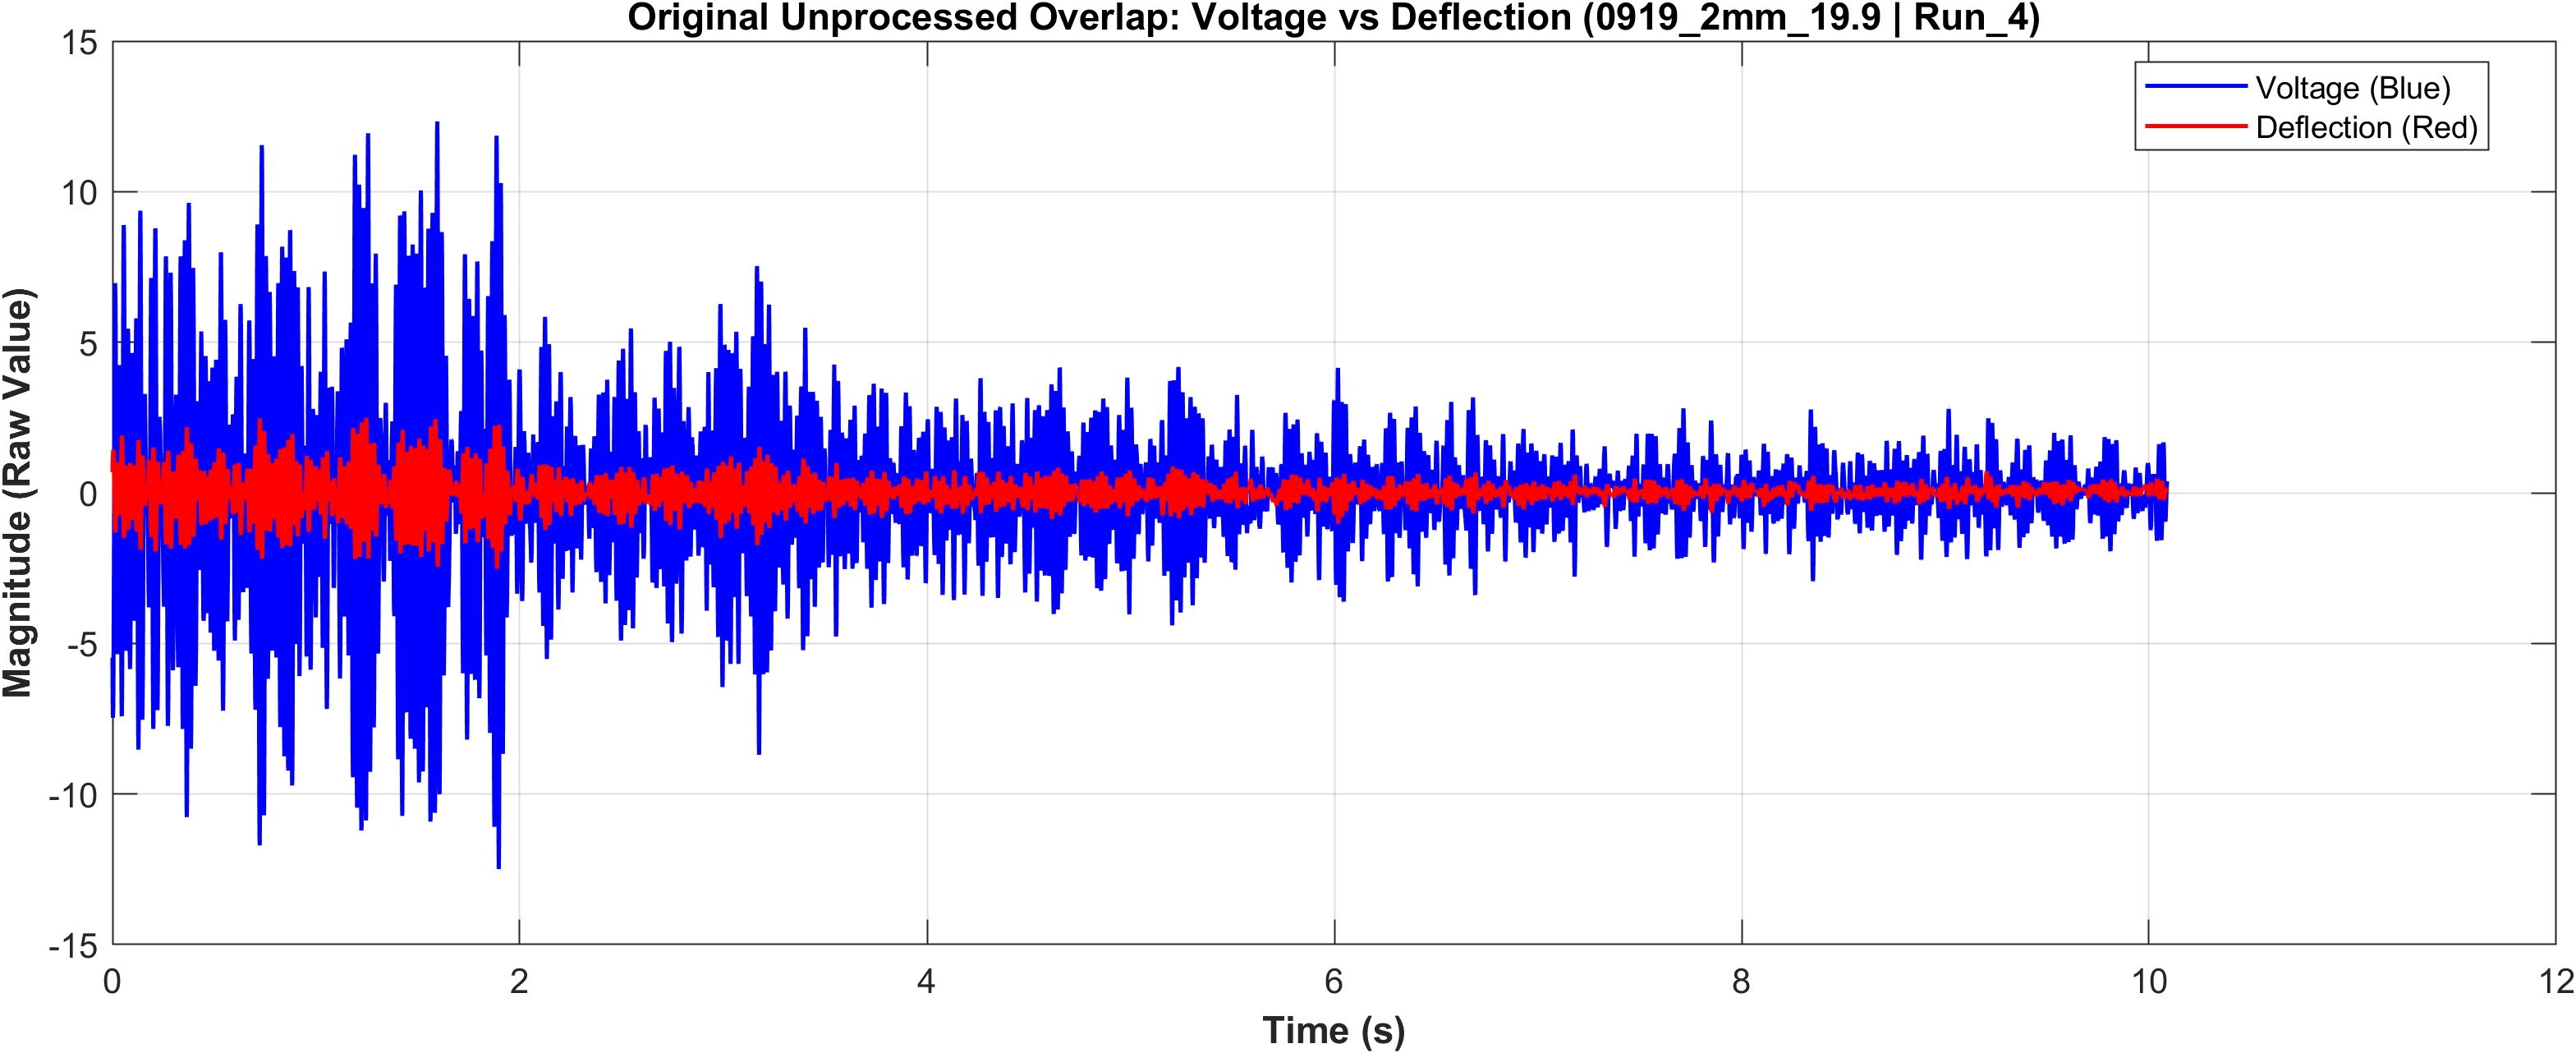 Original Unprocessed Overlap: Voltage vs Deflection (0919_2mm_19.9 | Run_4)
Voltage (Blue)
Deflection (Red)
Magnitude (Raw Value)
15
10
5
0
-5
-10
-15
0 2 4 6 8 10 12
Time (s)